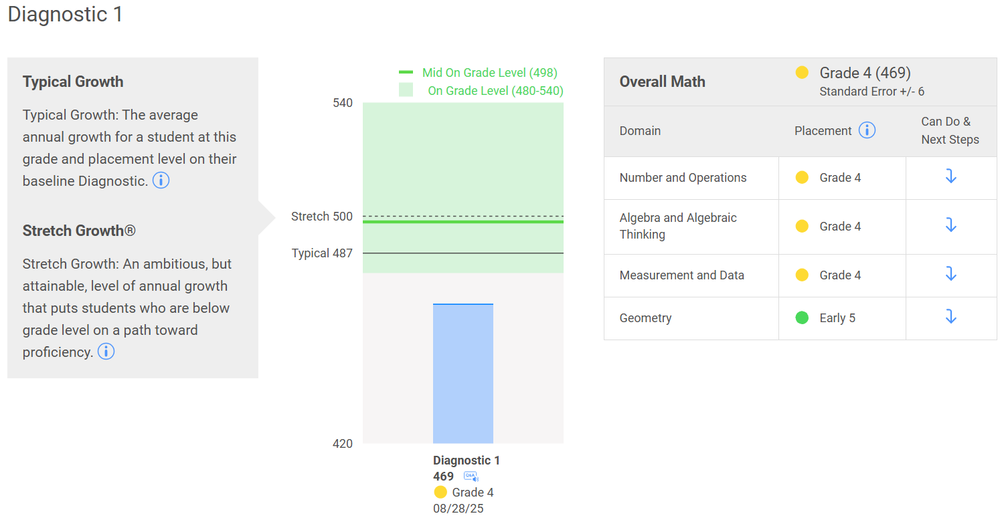 Diagnostic 1
Typical Growth
Typical Growth: The average
annual growth for a student at this
grade and placement level on their
baseline Diagnostic.
Stretch Growth®
Stretch Growth: An ambitious, but
attainable, level of annual growth
that puts students who are below
grade level on a path toward
proficiency.
Mid On Grade Level (498)
On Grade Level (480-540)
540
Stretch 500
Typical 487
420
Diagnostic 1
469 Q&A
Grade 4
08/28/25
Overall Math
Grade 4 (469)
Standard Error +/- 6
Domain
Placement
Can Do &
Next Steps
Number and Operations
Grade 4
Algebra and Algebraic
Thinking
Grade 4
Measurement and Data
Grade 4
Geometry
Early 5